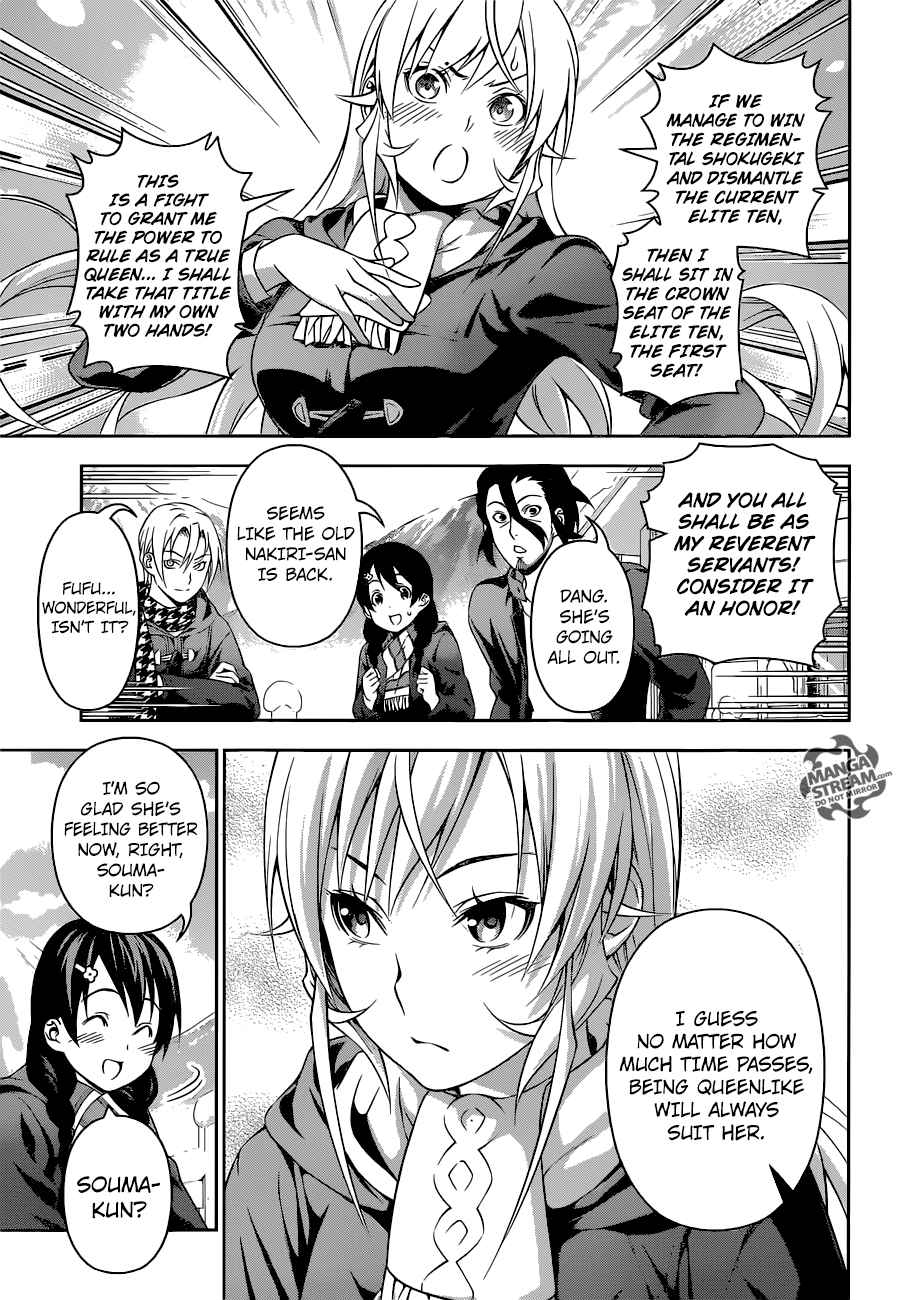 IF WE
MANAGE TO WIN
THE REGIMEN-
TAL SHOKUGEKI
AND DISMANTLE
THE CURRENT
ELITE TEN,
THEN I
SHALL SIT IN
THE CROWN
SEAT OF THE
ELITE TEN,
THE FIRST
SEAT!
THIS
IS A FIGHT
TO GRANT ME
THE POWER TO
RULE AS A TRUE
QUEEN... I SHALL
TAKE THAT TITLE
WITH MY OWN
TWO HANDS!
AND YOU ALL
SHALL BE AS
MY REVERENT
SERVANTS!
CONSIDER IT
AN HONOR!
DANG.
SHE'S
GOING
ALL OUT.
SEEMS
LIKE THE OLD
NAKIRI-SAN
IS BACK.
FUFU...
WONDERFUL,
ISN'T IT?
MANGA
STREAM.com
DO NOT MIRROR
I GUESS
NO MATTER HOW
MUCH TIME PASSES,
BEING QUEENLIKE
WILL ALWAYS
SUIT HER.
I'M SO
GLAD SHE'S
FEELING BETTER
NOW, RIGHT,
SOUMA-
KUN?
SOUMA-
KUN?